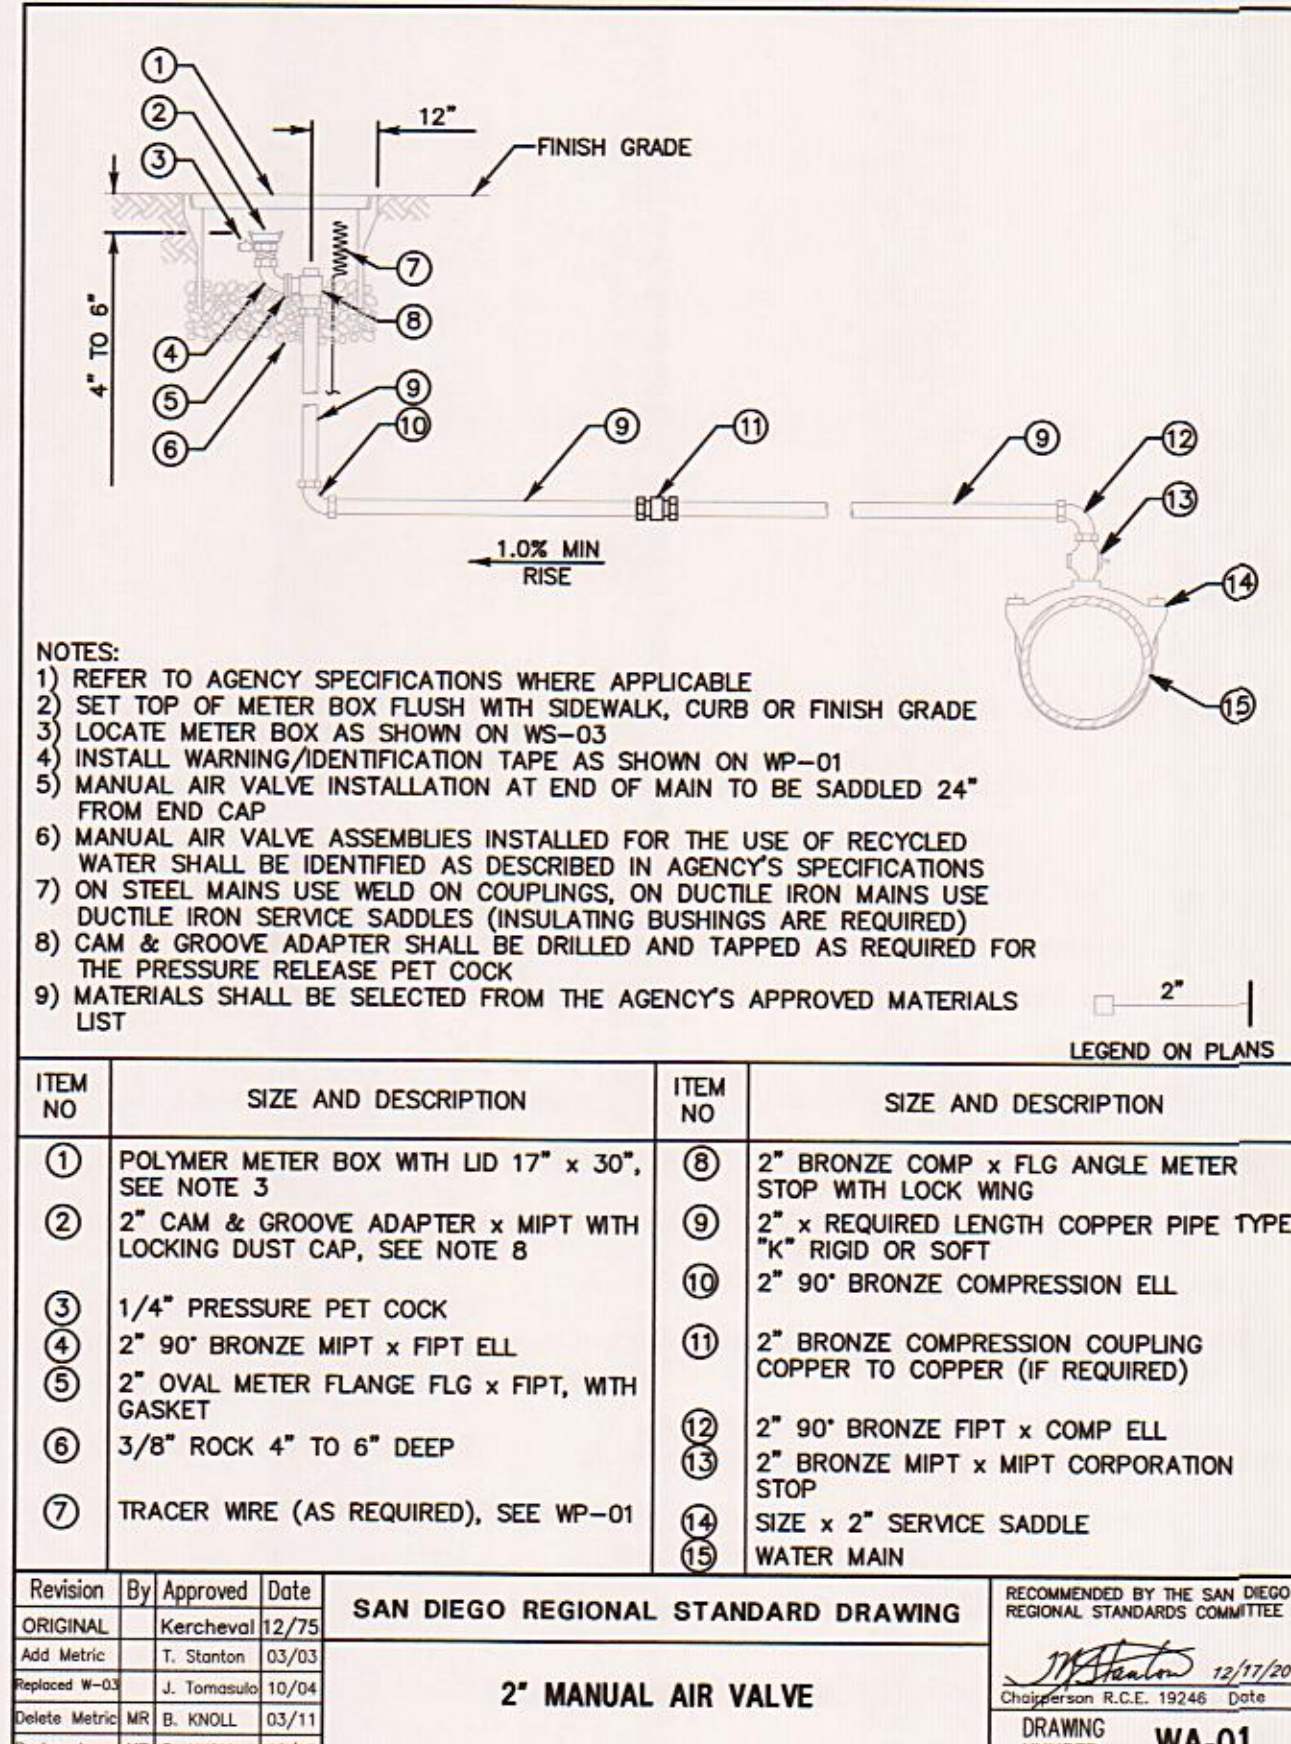 1
2
3
12"
FINISH GRADE
7
8
4" TO 6"
4
5
6
9
10
9
11
9
12
13
1.0% MIN
RISE
14
15
NOTES:
1) REFER TO AGENCY SPECIFICATIONS WHERE APPLICABLE
2) SET TOP OF METER BOX FLUSH WITH SIDEWALK, CURB OR FINISH GRADE
3) LOCATE METER BOX AS SHOWN ON WS-03
4) INSTALL WARNING/IDENTIFICATION TAPE AS SHOWN ON WP-01
5) MANUAL AIR VALVE INSTALLATION AT END OF MAIN TO BE SADDLED 24"
FROM END CAP
6) MANUAL AIR VALVE ASSEMBLIES INSTALLED FOR THE USE OF RECYCLED
WATER SHALL BE IDENTIFIED AS DESCRIBED IN AGENCY'S SPECIFICATIONS
7) ON STEEL MAINS USE WELD ON COUPLINGS, ON DUCTILE IRON MAINS USE
DUCTILE IRON SERVICE SADDLES (INSULATING BUSHINGS ARE REQUIRED)
8) CAM & GROOVE ADAPTER SHALL BE DRILLED AND TAPPED AS REQUIRED FOR
THE PRESSURE RELEASE PET COCK
9) MATERIALS SHALL BE SELECTED FROM THE AGENCY'S APPROVED MATERIALS
LIST
2"
LEGEND ON PLANS
ITEM NO
SIZE AND DESCRIPTION
1 POLYMER METER BOX WITH LID 17" x 30",
SEE NOTE 3
2 2" CAM & GROOVE ADAPTER x MIPT WITH
LOCKING DUST CAP, SEE NOTE 8
3 1/4" PRESSURE PET COCK
4 2" 90° BRONZE MIPT x FIPT ELL
5 2" OVAL METER FLANGE FLG x FIPT, WITH
GASKET
6 3/8" ROCK 4" TO 6" DEEP
7 TRACER WIRE (AS REQUIRED), SEE WP-01
ITEM NO
SIZE AND DESCRIPTION
8 2" BRONZE COMP x FLG ANGLE METER
STOP WITH LOCK WING
9 2" x REQUIRED LENGTH COPPER PIPE TYPE
"K" RIGID OR SOFT
10 2" 90° BRONZE COMPRESSION ELL
11 2" BRONZE COMPRESSION COUPLING
COPPER TO COPPER (IF REQUIRED)
12 2" 90° BRONZE FIPT x COMP ELL
13 2" BRONZE MIPT x MIPT CORPORATION
STOP
14 SIZE x 2" SERVICE SADDLE
15 WATER MAIN
Revision By Approved Date
ORIGINAL Kercheval 12/75
Add Metric T. Stanton 03/03
Replaced W-03 J. Tomasulo 10/04
Delete Metric MR B. KNOLL 03/11
SAN DIEGO REGIONAL STANDARD DRAWING
2" MANUAL AIR VALVE
RECOMMENDED BY THE SAN DIEGO
REGIONAL STANDARDS COMMITTEE
12/17/20
Chairperson R.C.E. 19246 Date
DRAWING
WA-01